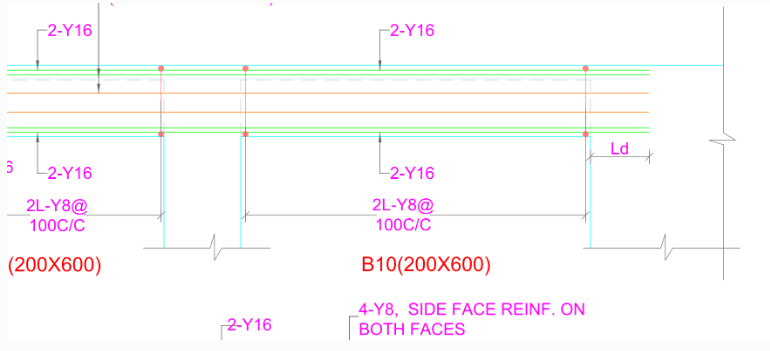 2-Y16
2-Y16
2-Y16
2-Y16
Ld
6
2L-Y8@
100C/C
2L-Y8@
100C/C
(200X600)
B10(200X600)
2-Y16
4-Y8, SIDE FACE REINF. ON
BOTH FACES